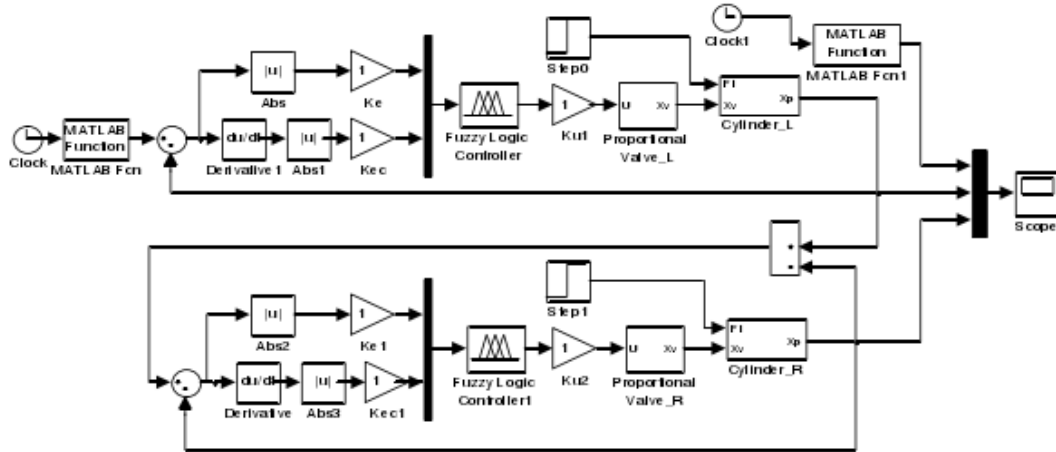 Clock
MATLAB
Function
MATLAB Fcn
|u|
Abs
1
Ke
du/dt
Derivative1
|u|
Abs1
1
Kec
Fuzzy Logic
Controller
Step0
1
Ku1
U
Xv
Proportional
Valve_L
Fl
Xv
Xp
Cylinder_L
Clock1
MATLAB
Function
MATLAB Fcn1
Scope
|u|
Abs2
1
Ke1
du/dt
Derivative
|u|
Abs3
1
Kec1
Fuzzy Logic
Controller1
Step1
1
Ku2
U
Xv
Proportional
Valve_R
Fl
Xv
Xp
Cylinder_R